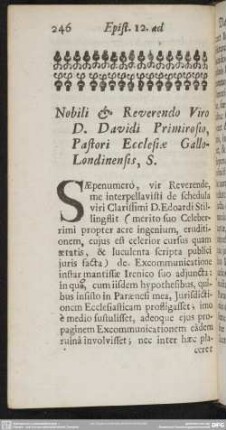 246 Epist. 12. ad
Nobili & Reverendo Viro
D. Davidi Primirosio,
Pastori Ecclesiæ Gallo-
Londinensis, S.
SÆpenumerò, vir Reverende,
me interpellavisti de schedula
viri Clarissimi D. Edoardi Stil-
lingflit (merito suo Celeber-
rimi propter acre ingenium, eruditi-
onem, cujus est celerior cursus quam
ætatis, & luculenta scripta publici
juris facta) de Excommunicatione
instar mantissæ Irenico suo adjuncta:
in quâ, cum iisdem hypothesibus, qui-
bus insisto in Parænesi mea, Jurisdicti-
onem Ecclesiasticam profligasset; imo
è medio sustulisset, adeoque ejus pro-
paginem Excommunicationem eâdem
ruinâ involvisset; nec inter hæc pla-
ceret